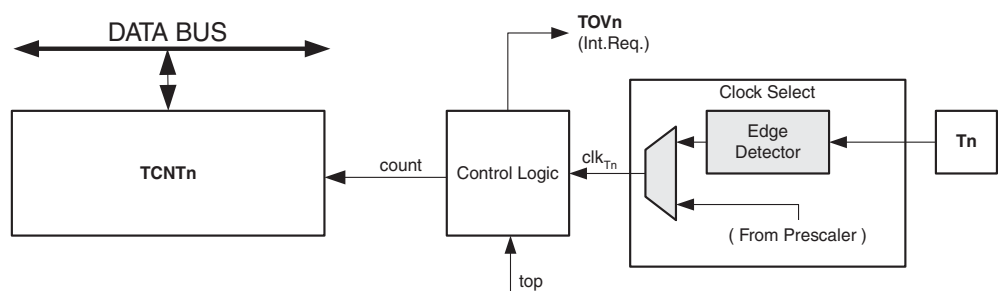 DATA BUS
TOVn
(Int.Req.)
Clock Select
TCNTn
count
Control Logic
clkTn
Edge
Detector
Tn
( From Prescaler )
top